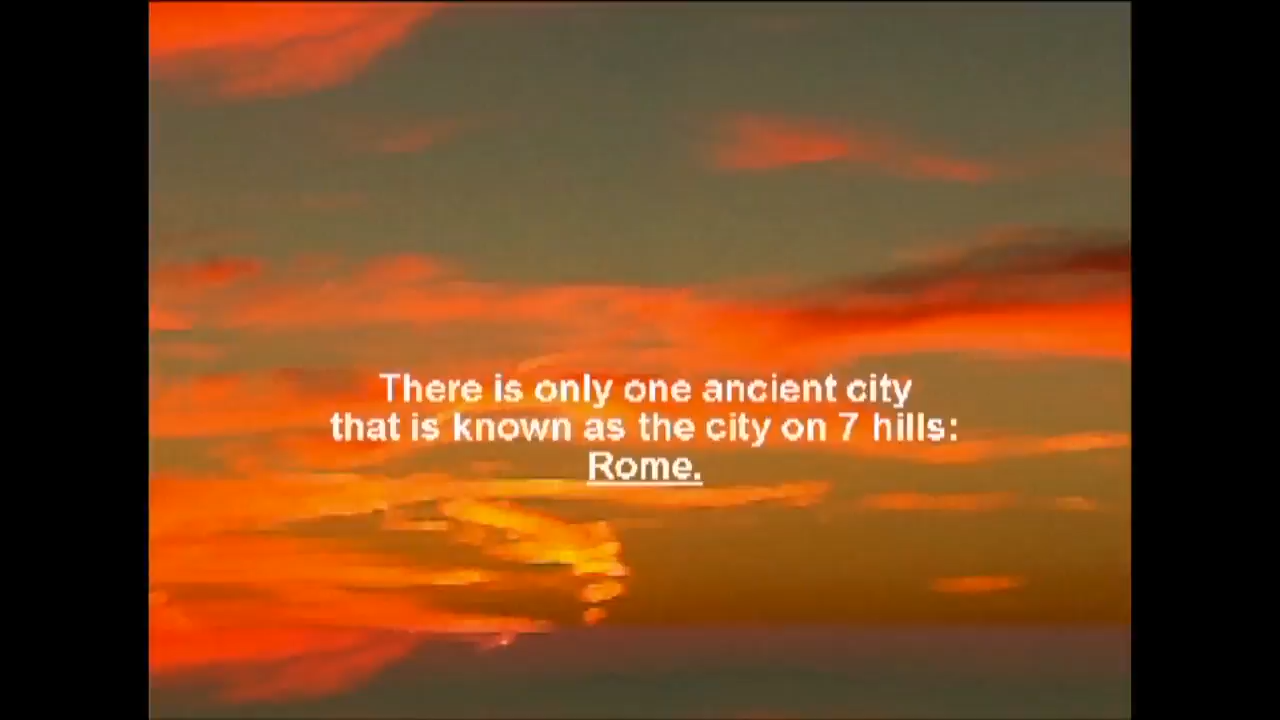 There is only one ancient city
that is known as the city on 7 hills:
Rome.